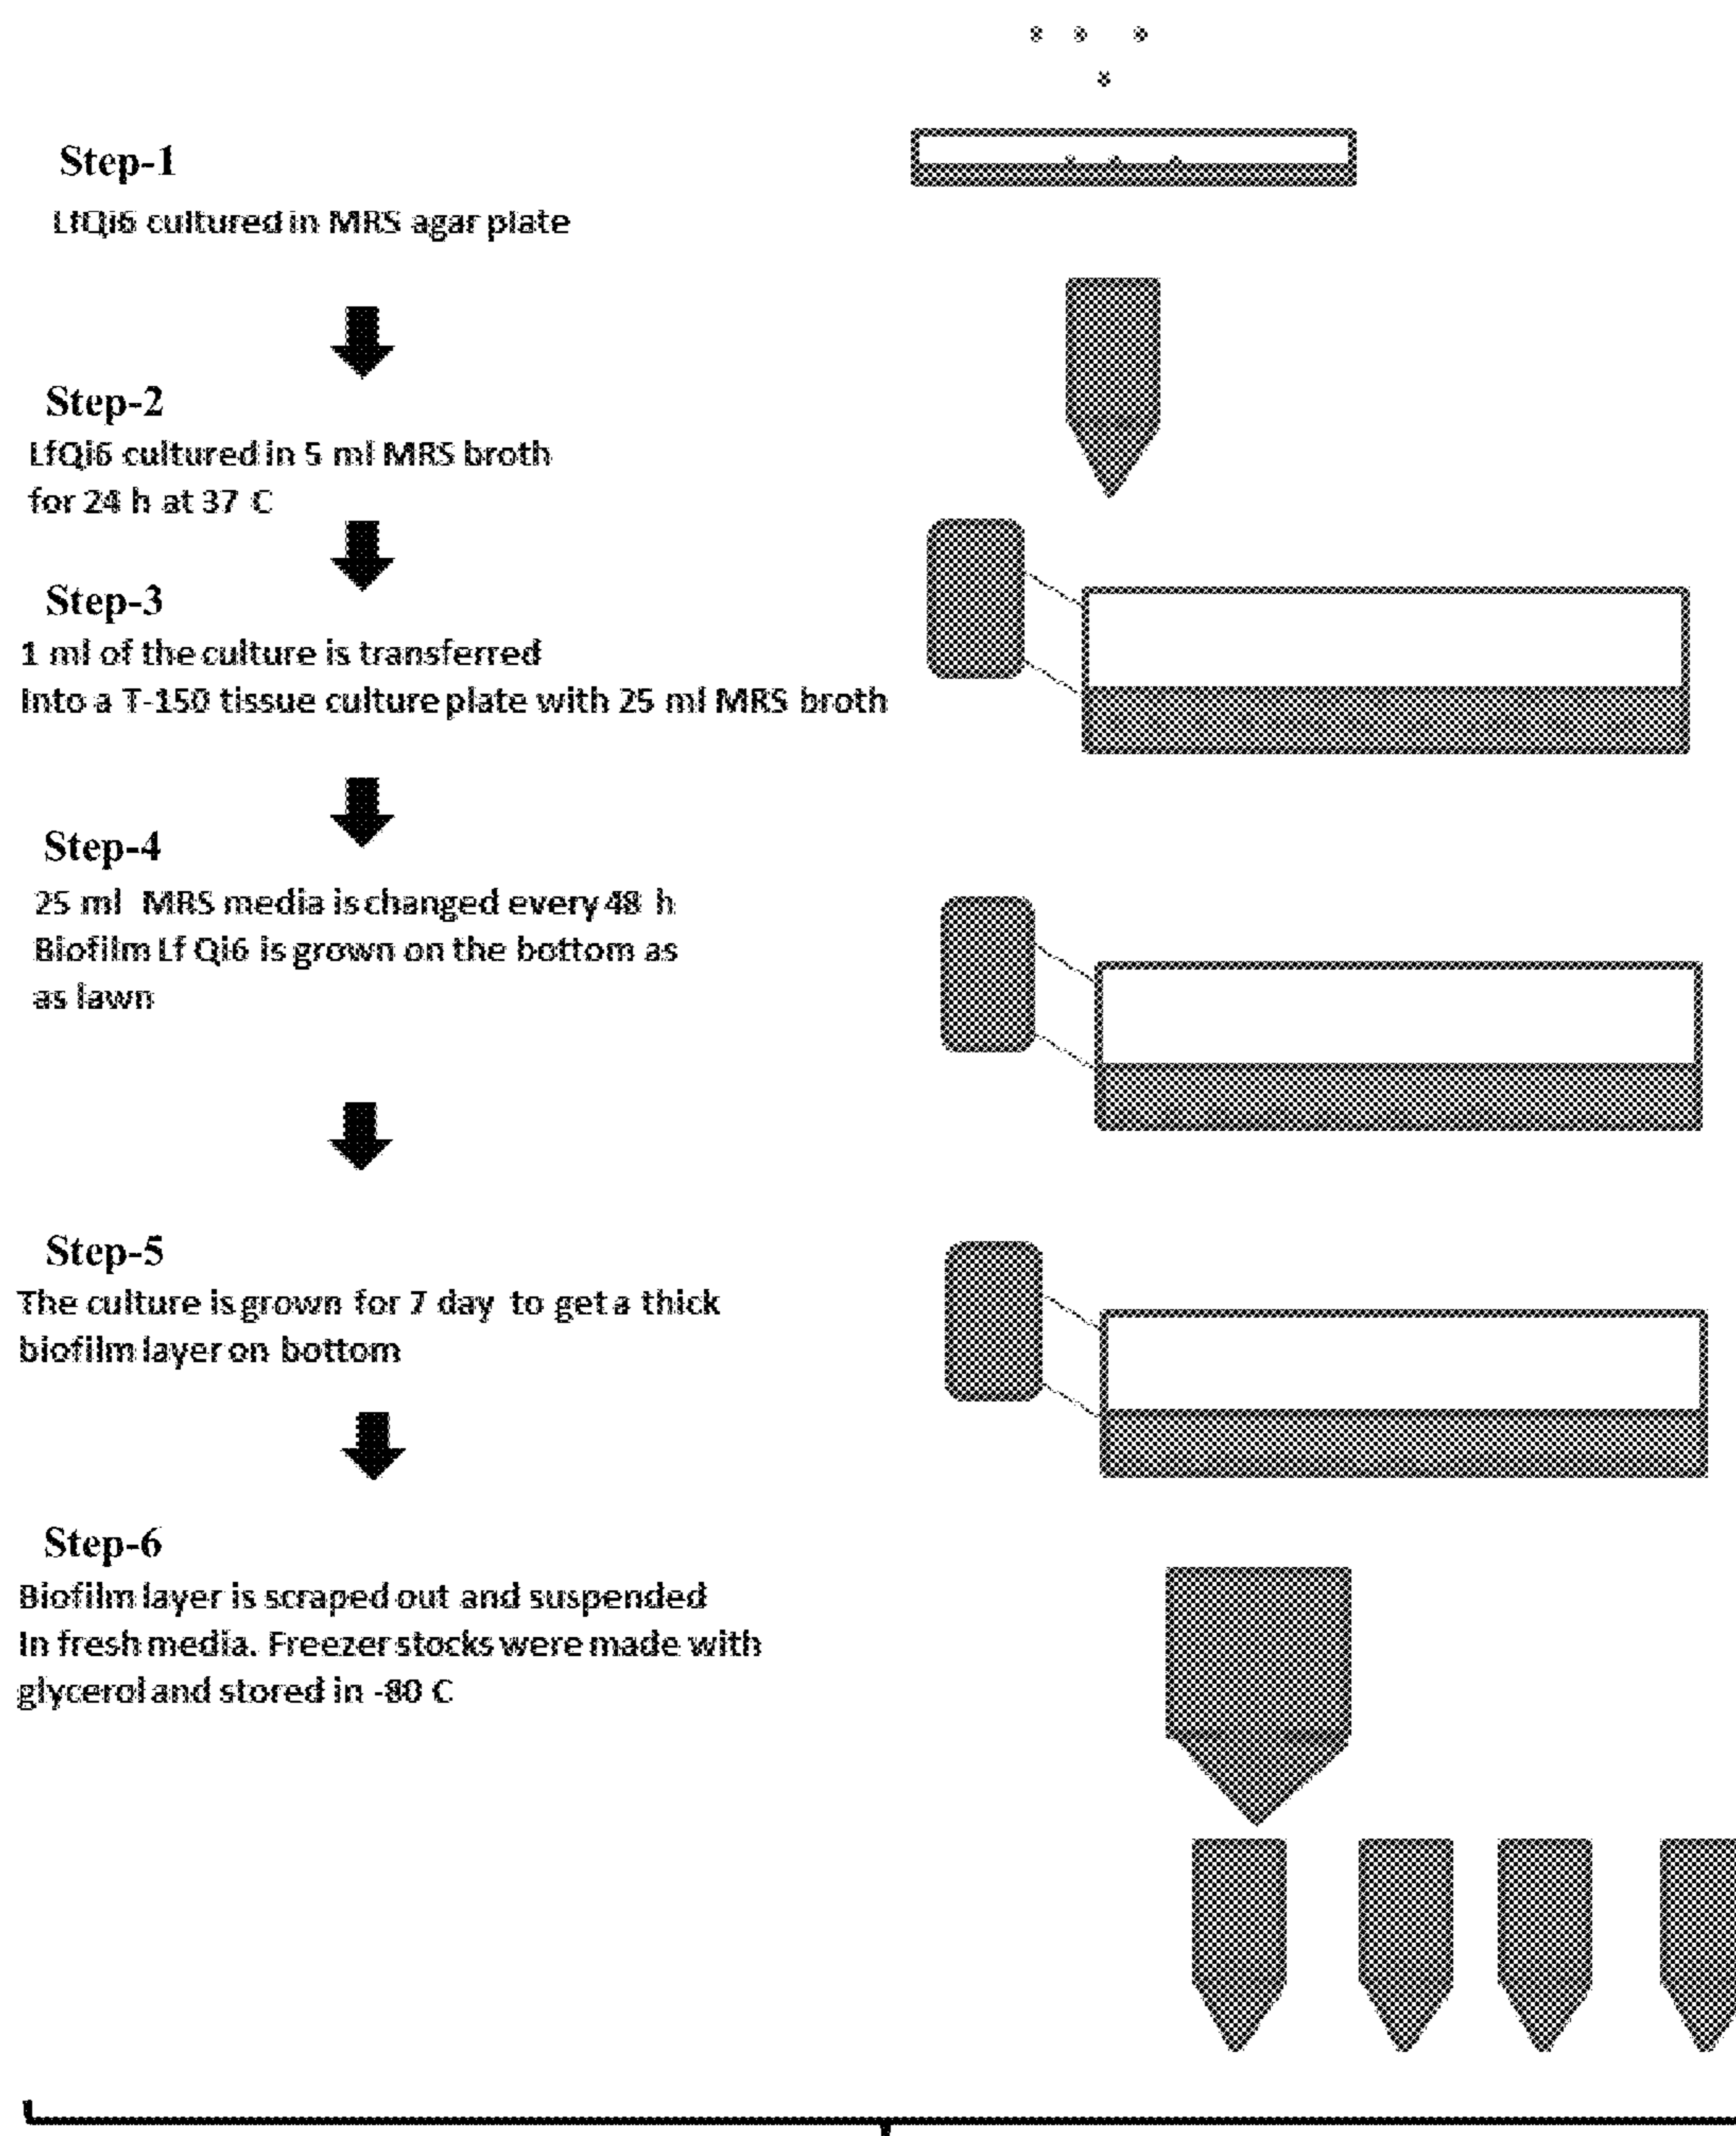 Step-1
LfQi6 cultured in MRS agar plate
Step-2
LfQi6 cultured in 5 ml MRS broth
for 24 h at 37 C
Step-3
1 ml of the culture is transferred
Into a T-150 tissue culture plate with 25 ml MRS broth
Step-4
25 ml MRS media is changed every 48 h
Biofilm Lf Qi6 is grown on the bottom as
as lawn
Step-5
The culture is grown for 7 day to get a thick
biofilm layer on bottom
Step-6
Biofilm layer is scraped out and suspended
In fresh media. Freezer stocks were made with
glycerol and stored in -80 C